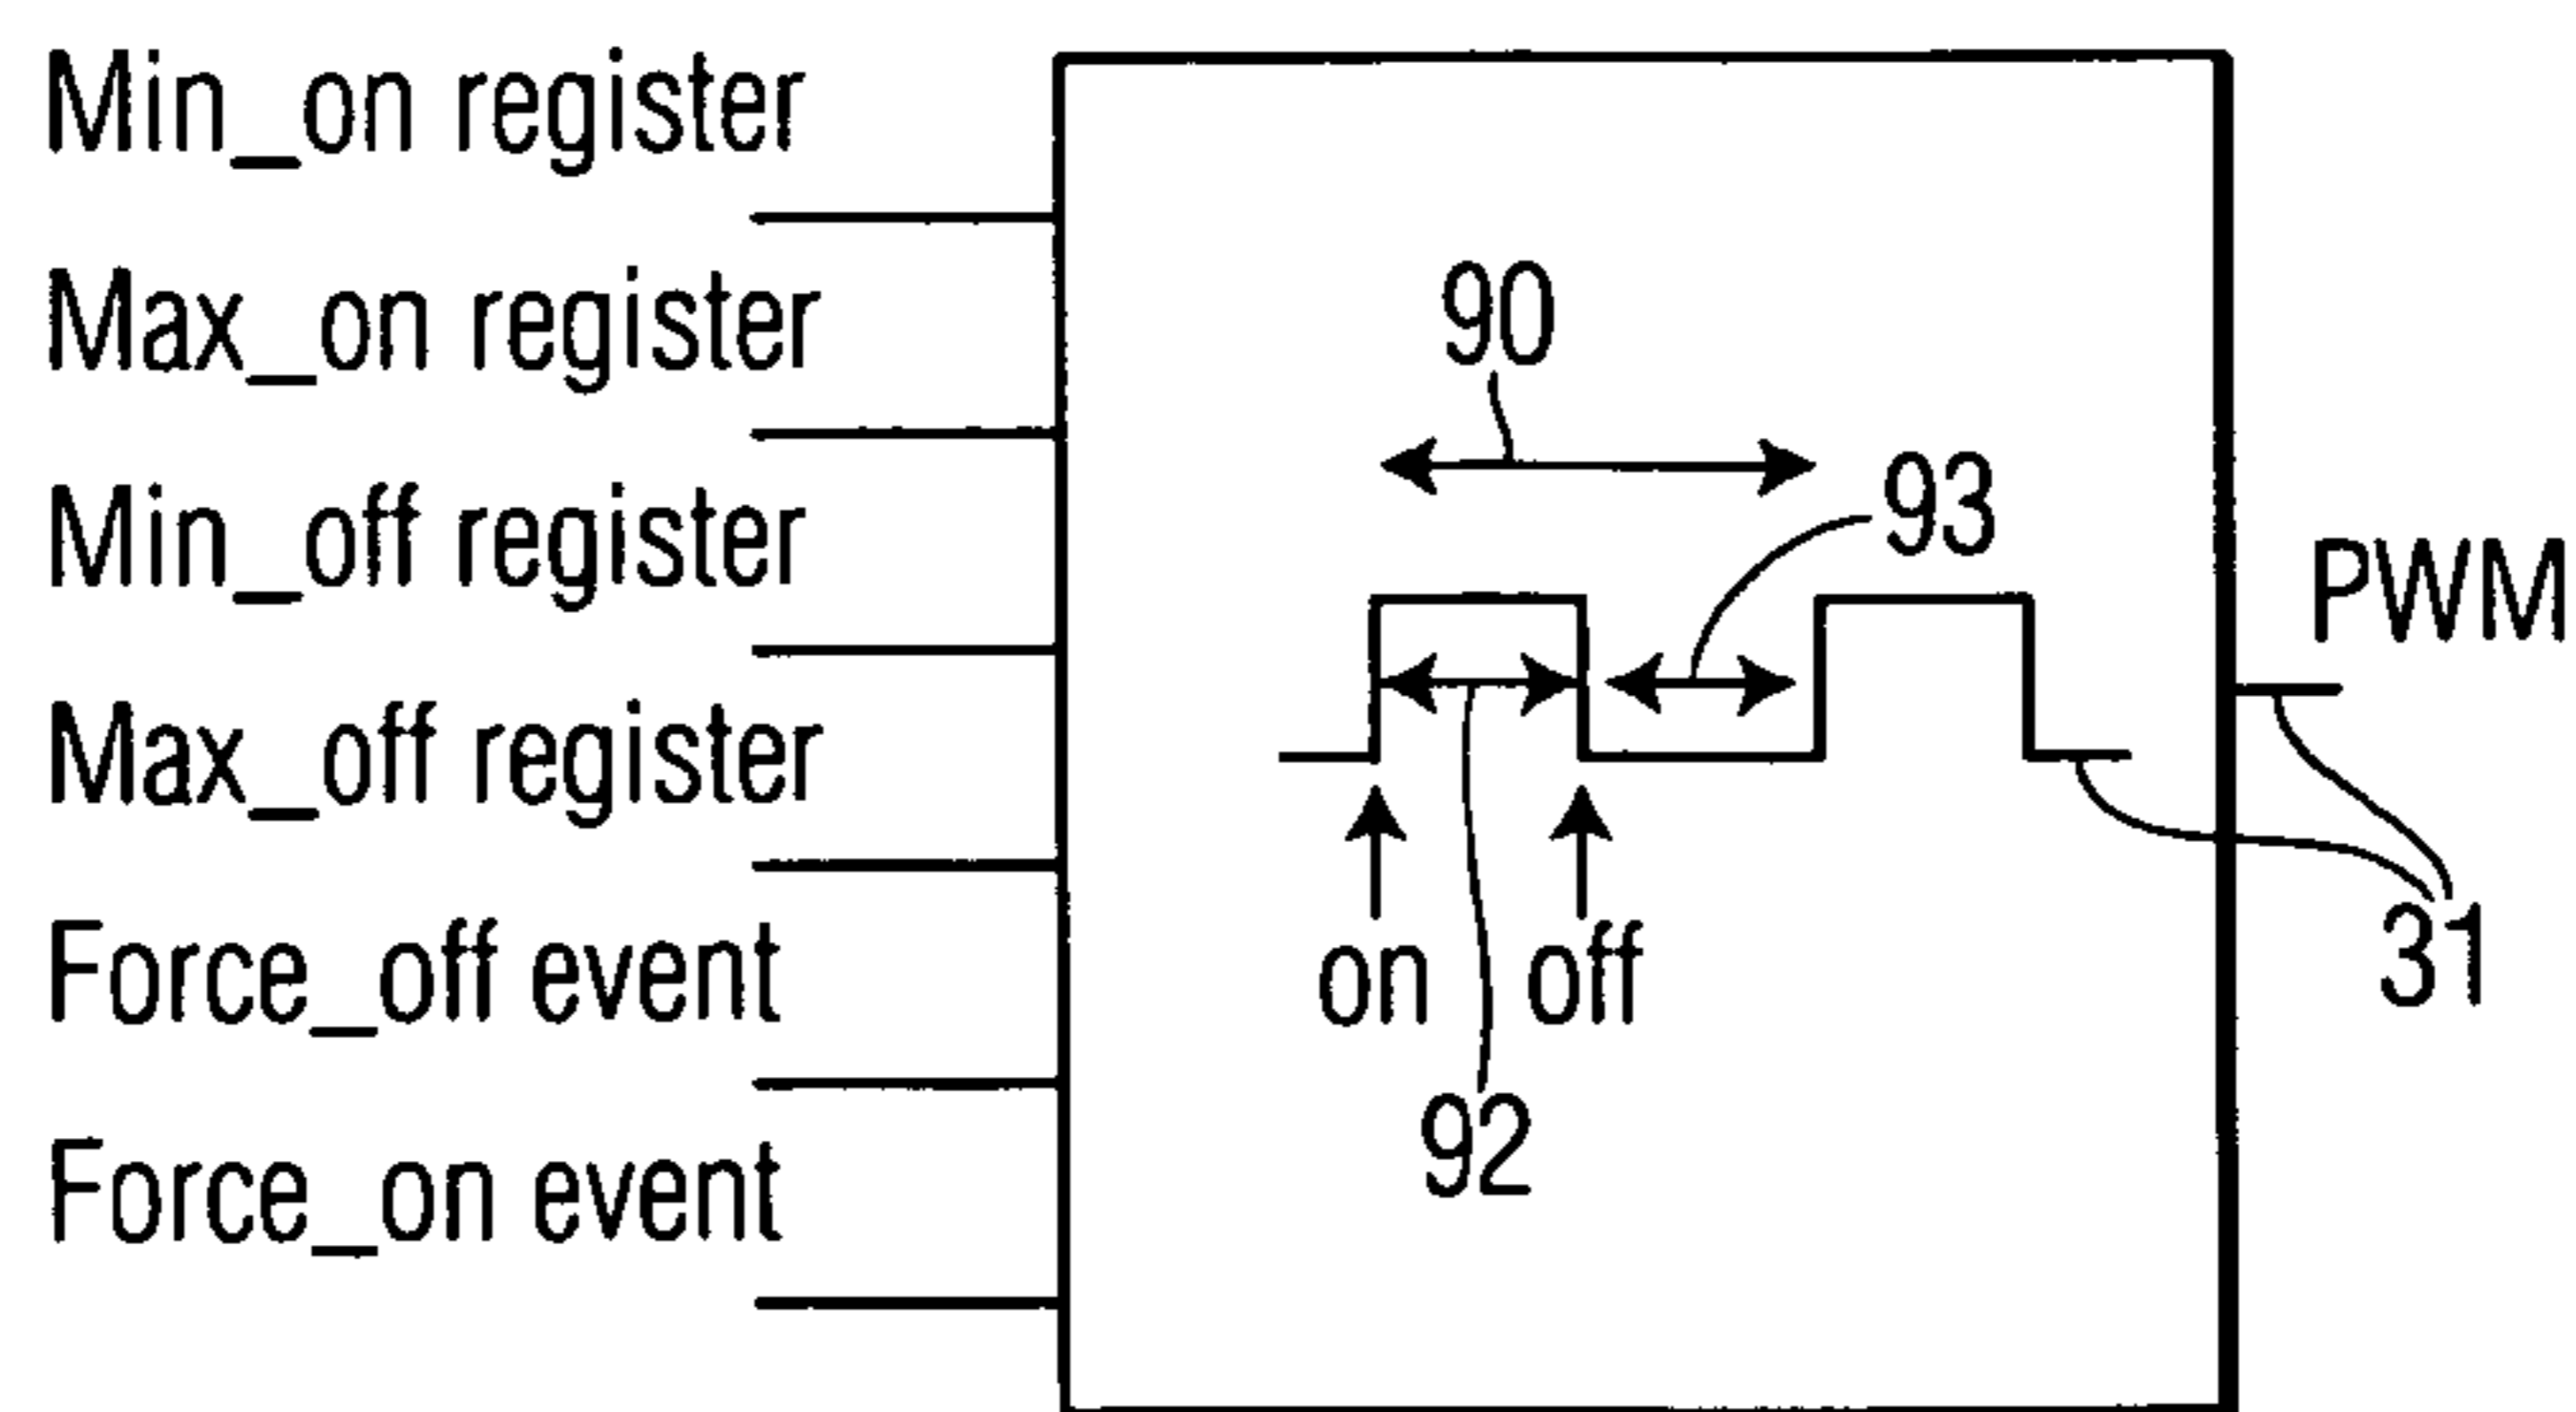 Min_on register
Max_on register
Min_off register
Max_off register
Force_off event
Force_on event
90
93
on off
92
PWM
31